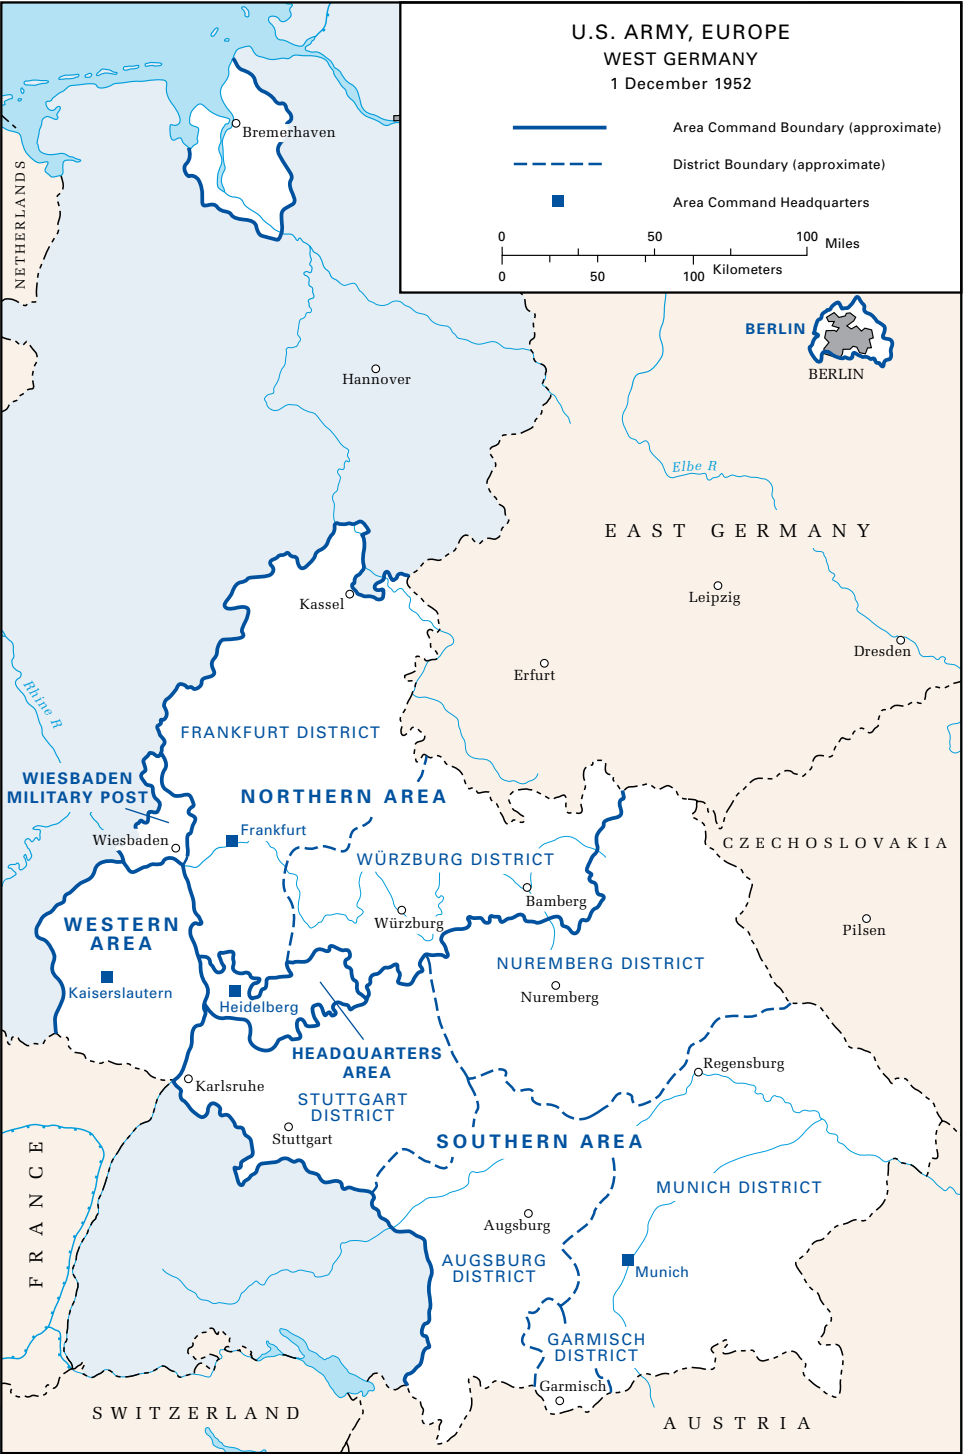 U.S. ARMY, EUROPE
WEST GERMANY
1 December 1952
Area Command Boundary (approximate)
District Boundary (approximate)
Area Command Headquarters
0 50 100 Miles
0 50 100 Kilometers
Bremerhaven
NETHERLANDS
BERLIN
BERLIN
Hannover
Elbe R
EAST GERMANY
Leipzig
Kassel
Dresden
Erfurt
Rhine R
FRANKFURT DISTRICT
WIESBADEN
MILITARY POST
NORTHERN AREA
Frankfurt
Wiesbaden
CZECHOSLOVAKIA
WÜRZBURG DISTRICT
Bamberg
Würzburg
WESTERN
AREA
Pilsen
NUREMBERG DISTRICT
Kaiserslautern
Heidelberg
Nuremberg
HEADQUARTERS
AREA
Regensburg
Karlsruhe
STUTTGART
DISTRICT
Stuttgart
SOUTHERN AREA
FRANCE
MUNICH DISTRICT
Augsburg
AUGSBURG
DISTRICT
Munich
GARMISCH
DISTRICT
Garmisch
SWITZERLAND
AUSTRIA